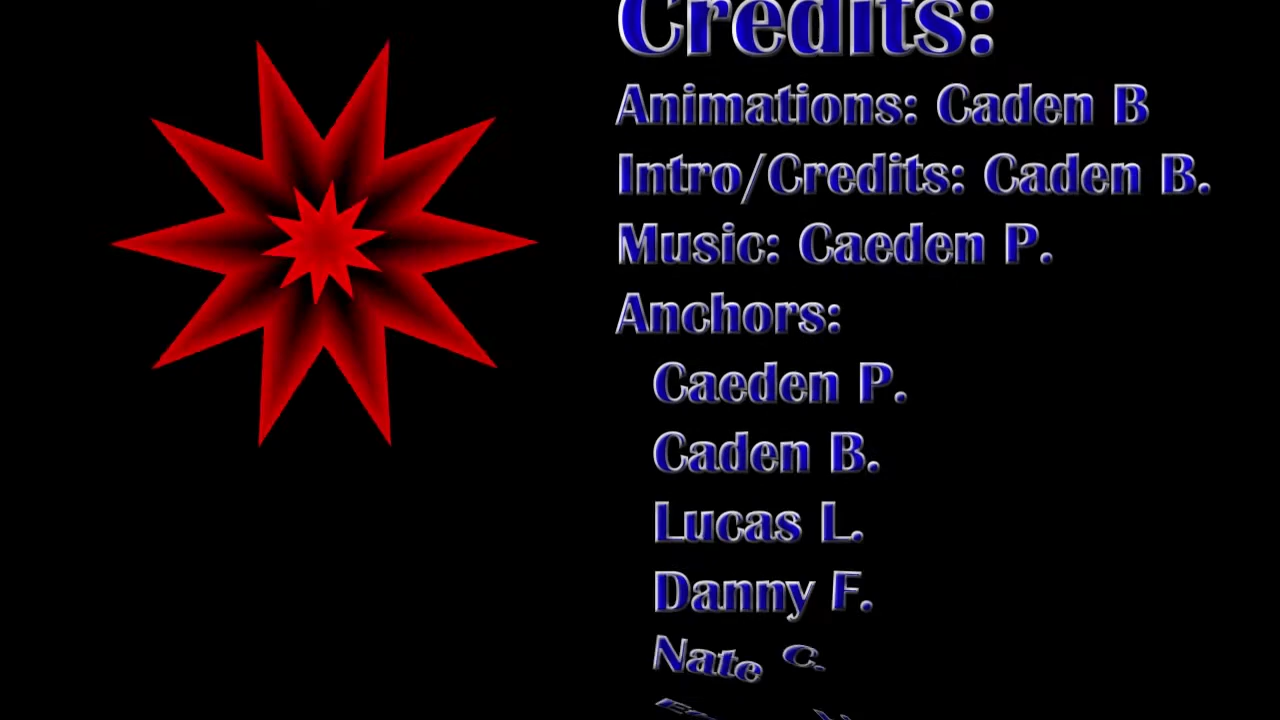 Credits:
Animations: Caden B
Intro/Credits: Caden B.
Music: Caeden P.
Anchors:
Caeden P.
Caden B.
Lucas L.
Danny F.
Nate C.